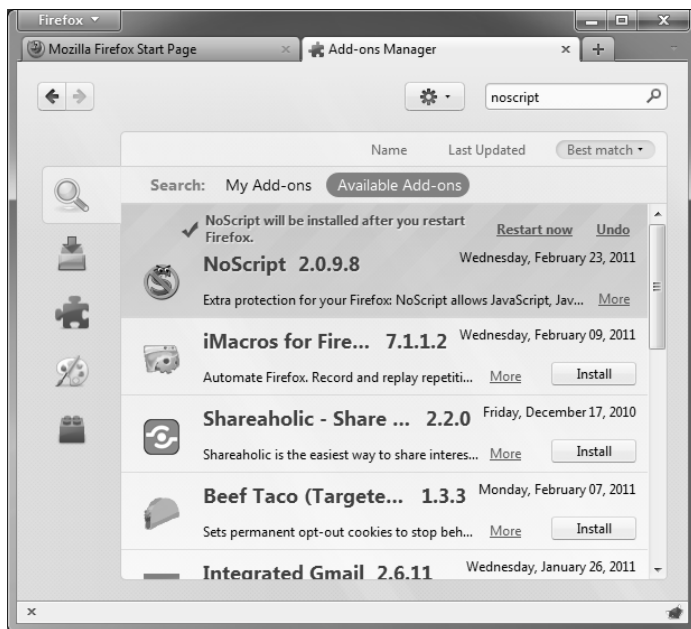 Firefox
Mozilla Firefox Start Page
Add-ons Manager
noscript
Name Last Updated Best match
Search: My Add-ons Available Add-ons
NoScript will be installed after you restart
Firefox.
Restart now Undo
NoScript 2.0.9.8 Wednesday, February 23, 2011
Extra protection for your Firefox: NoScript allows JavaScript, Jav... More
iMacros for Fire... 7.1.1.2 Wednesday, February 09, 2011
Automate Firefox. Record and replay repetiti... More Install
Shareaholic - Share ... 2.2.0 Friday, December 17, 2010
Shareaholic is the easiest way to share interes... More Install
Beef Taco (Targete... 1.3.3 Monday, February 07, 2011
Sets permanent opt-out cookies to stop beh... More Install
Integrated Gmail 2.6.11 Wednesday, January 26, 2011